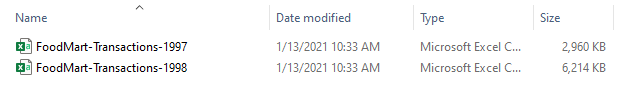 Name Date modified Type Size
FoodMart-Transactions-1997 1/13/2021 10:33 AM Microsoft Excel C... 2,960 KB
FoodMart-Transactions-1998 1/13/2021 10:33 AM Microsoft Excel C... 6,214 KB